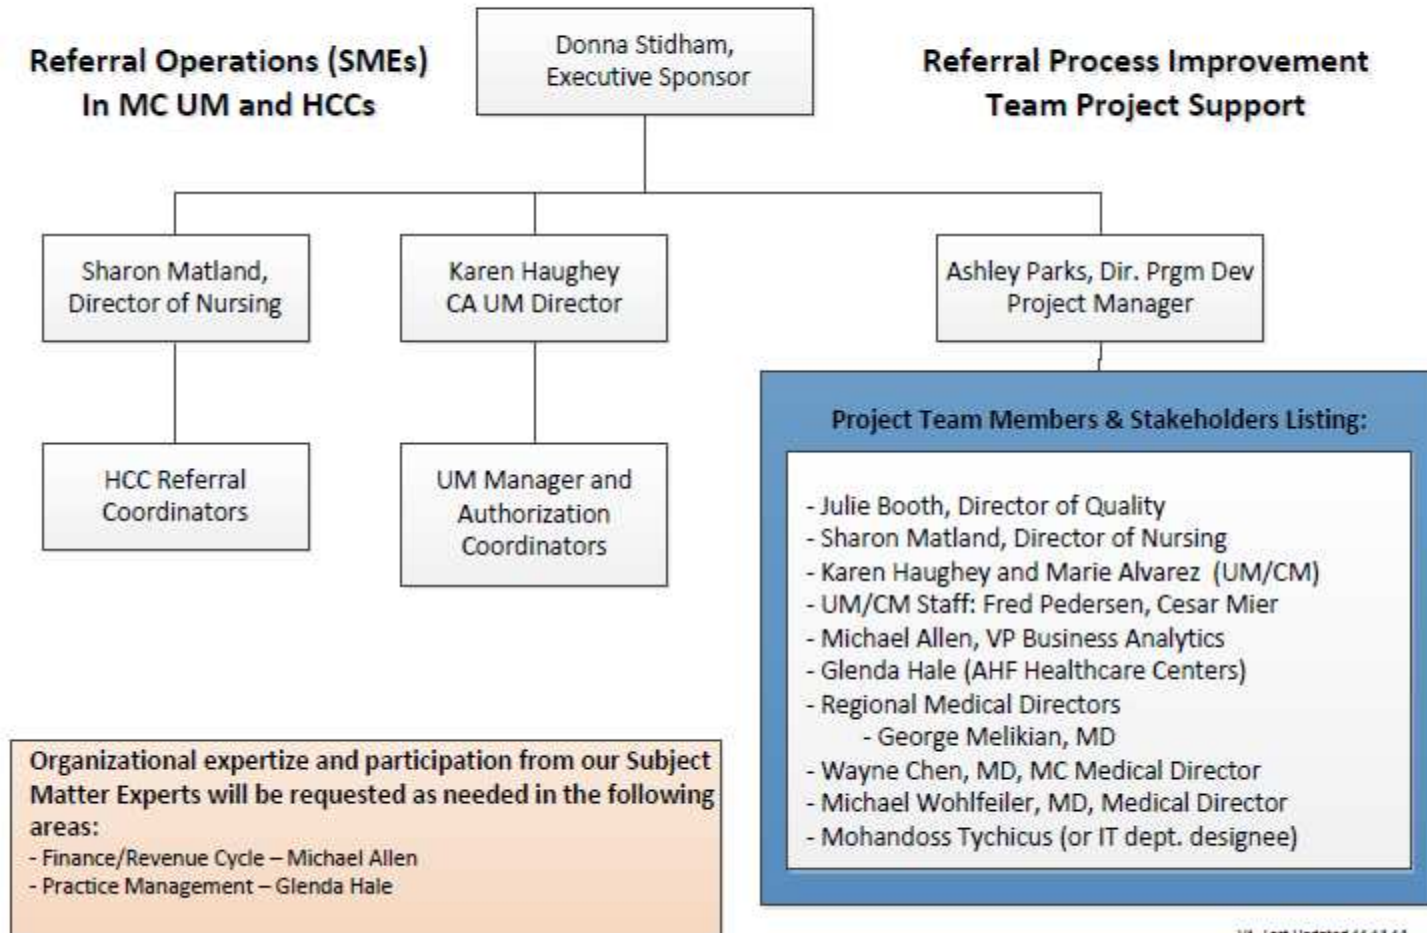 Referral Operations (SMEs)
In MC UM and HCCs
Donna Stidham,
Executive Sponsor
Referral Process Improvement
Team Project Support
Sharon Matland,
Director of Nursing
Karen Haughey
CA UM Director
Ashley Parks, Dir. Prgm Dev
Project Manager
HCC Referral
Coordinators
UM Manager and
Authorization
Coordinators
Project Team Members & Stakeholders Listing:
- Julie Booth, Director of Quality
- Sharon Matland, Director of Nursing
- Karen Haughey and Marie Alvarez (UM/CM)
- UM/CM Staff: Fred Pedersen, Cesar Mier
- Michael Allen, VP Business Analytics
- Glenda Hale (AHF Healthcare Centers)
- Regional Medical Directors
- George Melikian, MD
- Wayne Chen, MD, MC Medical Director
- Michael Wohlfeiler, MD, Medical Director
- Mohandoss Tychicus (or IT dept. designee)
Organizational expertize and participation from our Subject
Matter Experts will be requested as needed in the following
areas:
- Finance/Revenue Cycle – Michael Allen
- Practice Management – Glenda Hale
Last Updated